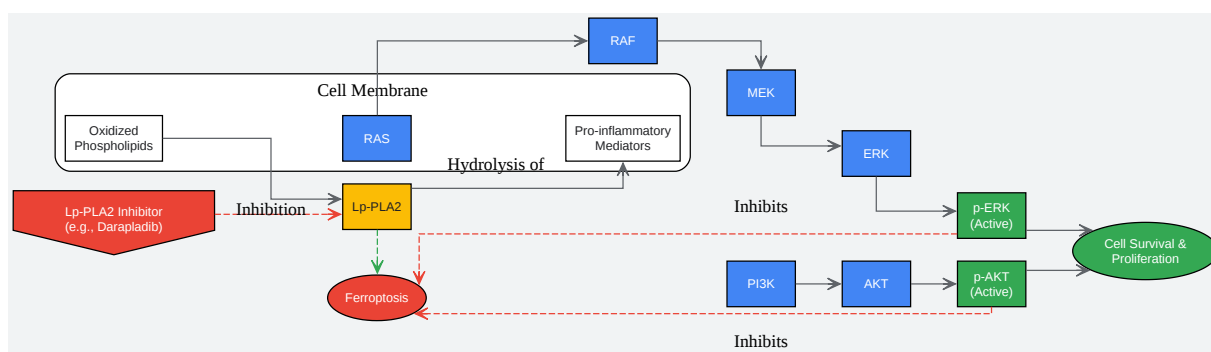 RAF
Cell Membrane
MEK
Oxidized
Phospholipids
RAS
Pro-inflammatory
Mediators
ERK
Hydrolysis of
Lp-PLA2 Inhibitor
(e.g., Darapladib)
Inhibition
Lp-PLA2
Inhibits
p-ERK
(Active)
Cell Survival &
Proliferation
Ferroptosis
PI3K
AKT
p-AKT
(Active)
Inhibits